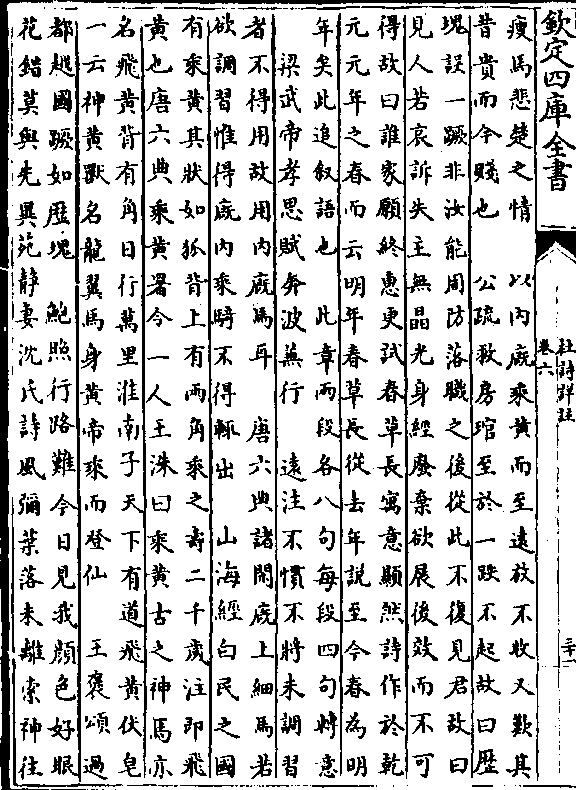 欽定四庫全書
杜詩詳註
卷六
瘦馬悲楚之情　以内廐乘黄而至遠放不收又歎其
昔貴而今賤也　公疏救房琯至於一跌不起故曰歴
塊誤一蹶非汝能周防落職之後從此不復見君故曰
見人若哀訴失主無晶光身經廢棄欲展後效而不可
得故曰誰家願終惠更試春草長寓意顯然詩作於乾
元元年之春而云明年春草長從去年説至今春為明
年矣此追叙語也　此章兩段各八句每段四句轉意
梁武帝孝思賦奔波兼行　遠注不慣不將未調習
者不得用故用内廐馬耳　唐六典諸閑廐上細馬若
欲調習惟得廐内乘騎不得輒出　山海經白民之國
有乘黄其狀如狐背上有兩角乘之壽二千歲注即飛
黄也唐六典乘黄署令一人王洙曰乘黄古之神馬亦
名飛黄背有角日行萬里淮南子天下有道飛黄伏皂
一云神黄獸名龍翼馬身黄帝乘而登仙　王褒頌過
都越國蹶如歴塊　鮑照行路難今日見我顔色好眼
花錯莫與先異苑靜妻沈氏詩風彌葉落未離索神往